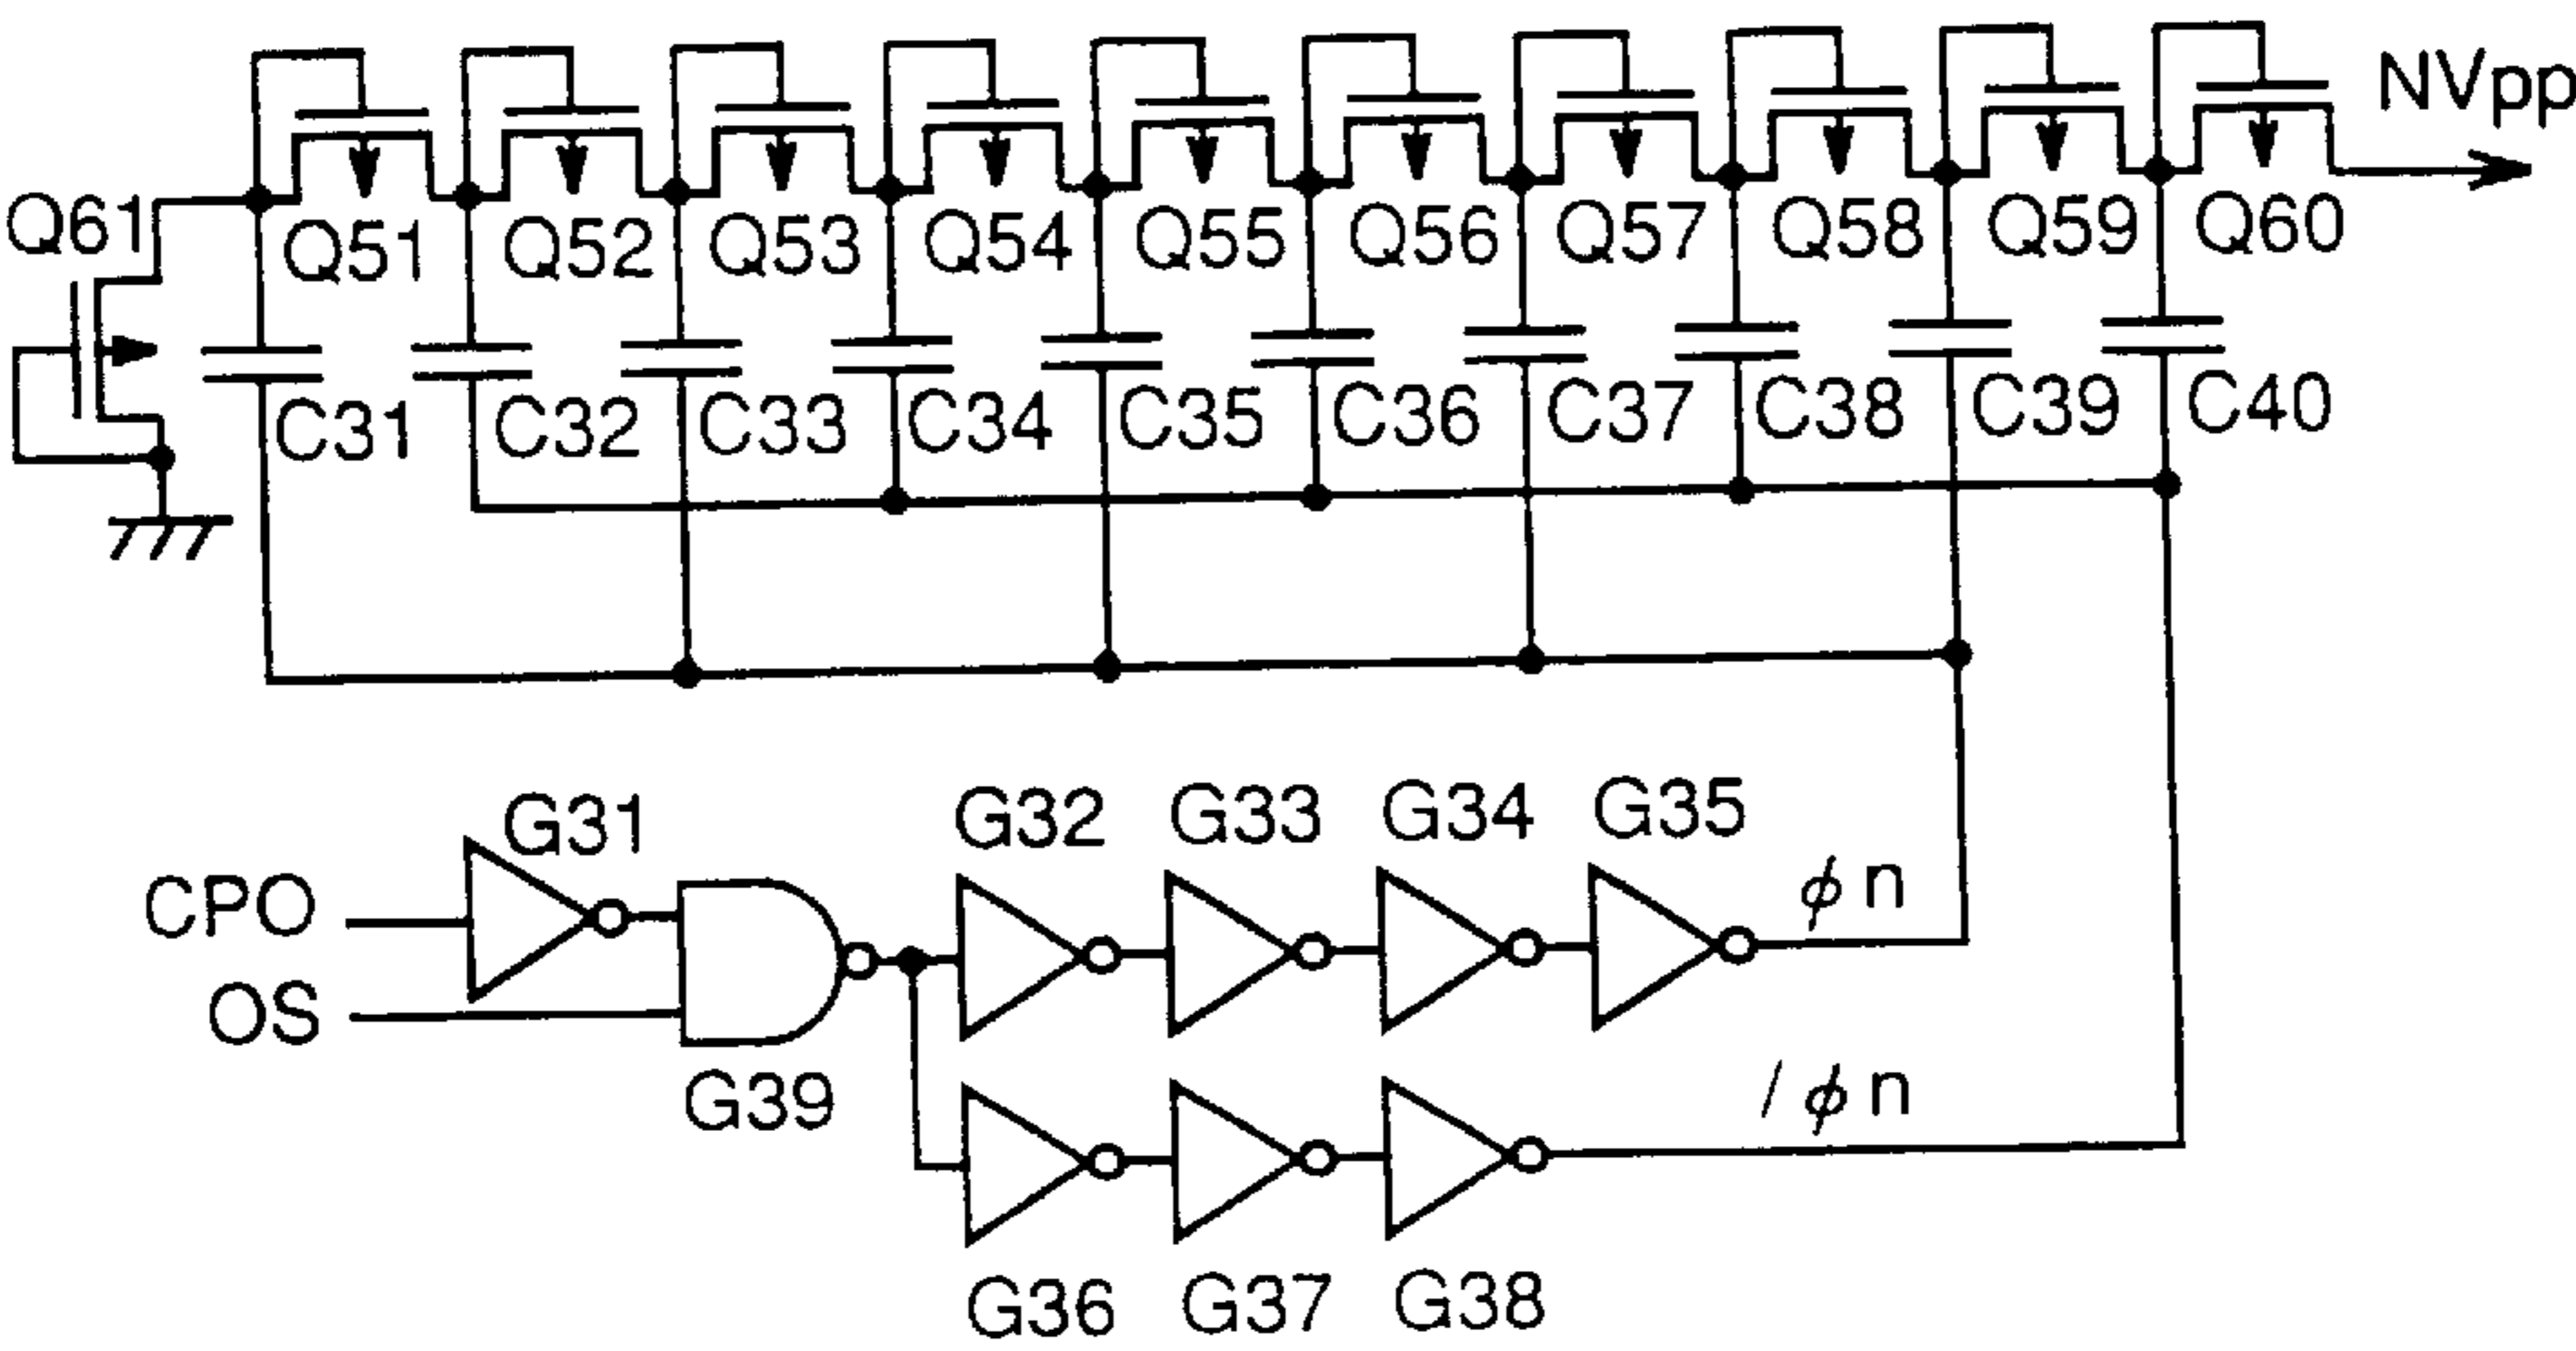 NVpp
Q61 Q51 Q52 Q53 Q54 Q55 Q56 Q57 Q58 Q59 Q60
C31 C32 C33 C34 C35 C36 C37 C38 C39 C40
G31 G32 G33 G34 G35
CPO
ϕn
OS
G39
/ϕn
G36 G37 G38